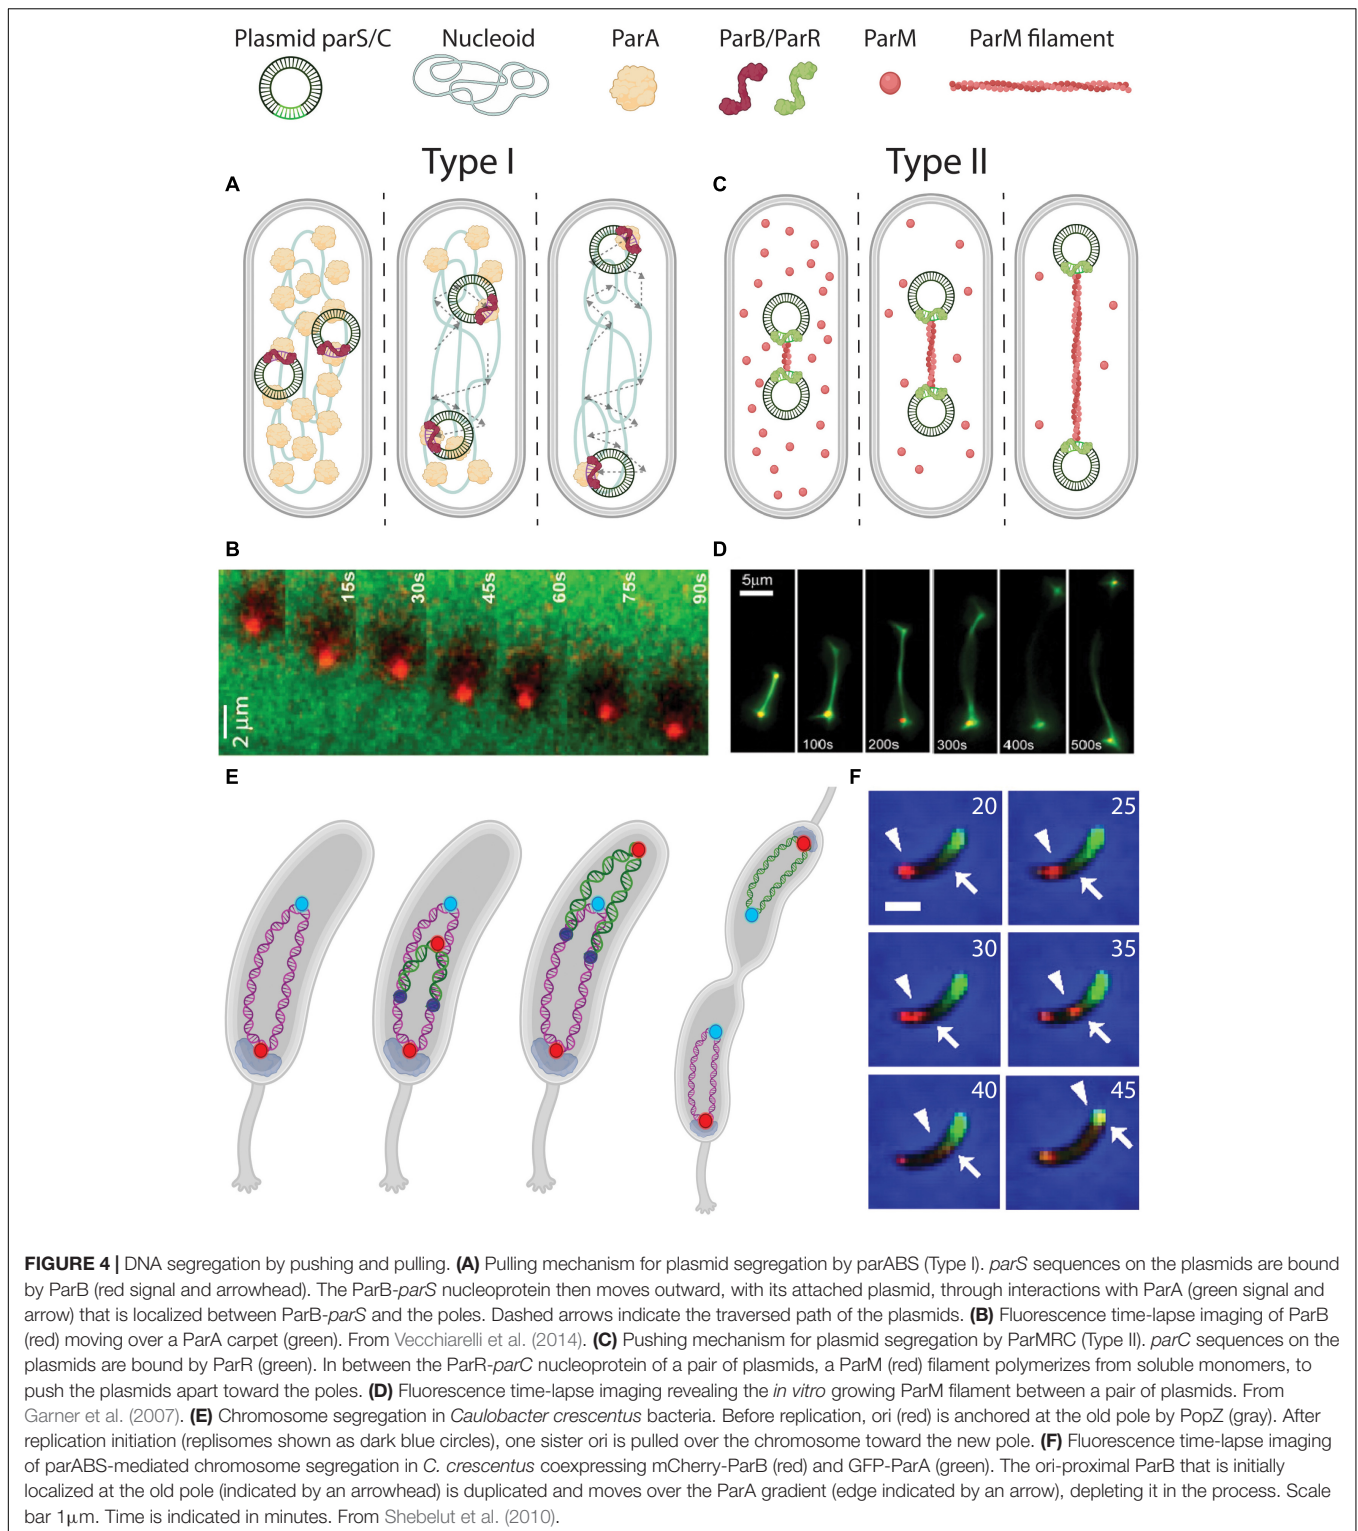 Plasmid parS/C
Nucleoid
ParA
ParB/ParR
ParM
ParM filament
Type I
Type II
A
C
B
D
15s
30s
45s
60s
75s
90s
2 μm
5μm
100s
200s
300s
400s
500s
E
F
20
25
30
35
40
45
FIGURE 4 | DNA segregation by pushing and pulling. (A) Pulling mechanism for plasmid segregation by parABS (Type I). parS sequences on the plasmids are bound
by ParB (red signal and arrowhead). The ParB-parS nucleoprotein then moves outward, with its attached plasmid, through interactions with ParA (green signal and
arrow) that is localized between ParB-parS and the poles. Dashed arrows indicate the traversed path of the plasmids. (B) Fluorescence time-lapse imaging of ParB
(red) moving over a ParA carpet (green). From Vecchiarelli et al. (2014). (C) Pushing mechanism for plasmid segregation by ParMRC (Type II). parC sequences on the
plasmids are bound by ParR (green). In between the ParR-parC nucleoprotein of a pair of plasmids, a ParM (red) filament polymerizes from soluble monomers, to
push the plasmids apart toward the poles. (D) Fluorescence time-lapse imaging revealing the in vitro growing ParM filament between a pair of plasmids. From
Garner et al. (2007). (E) Chromosome segregation in Caulobacter crescentus bacteria. Before replication, ori (red) is anchored at the old pole by PopZ (gray). After
replication initiation (replisomes shown as dark blue circles), one sister ori is pulled over the chromosome toward the new pole. (F) Fluorescence time-lapse imaging
of parABS-mediated chromosome segregation in C. crescentus coexpressing mCherry-ParB (red) and GFP-ParA (green). The ori-proximal ParB that is initially
localized at the old pole (indicated by an arrowhead) is duplicated and moves over the ParA gradient (edge indicated by an arrow), depleting it in the process. Scale
bar 1μm. Time is indicated in minutes. From Shebelut et al. (2010).